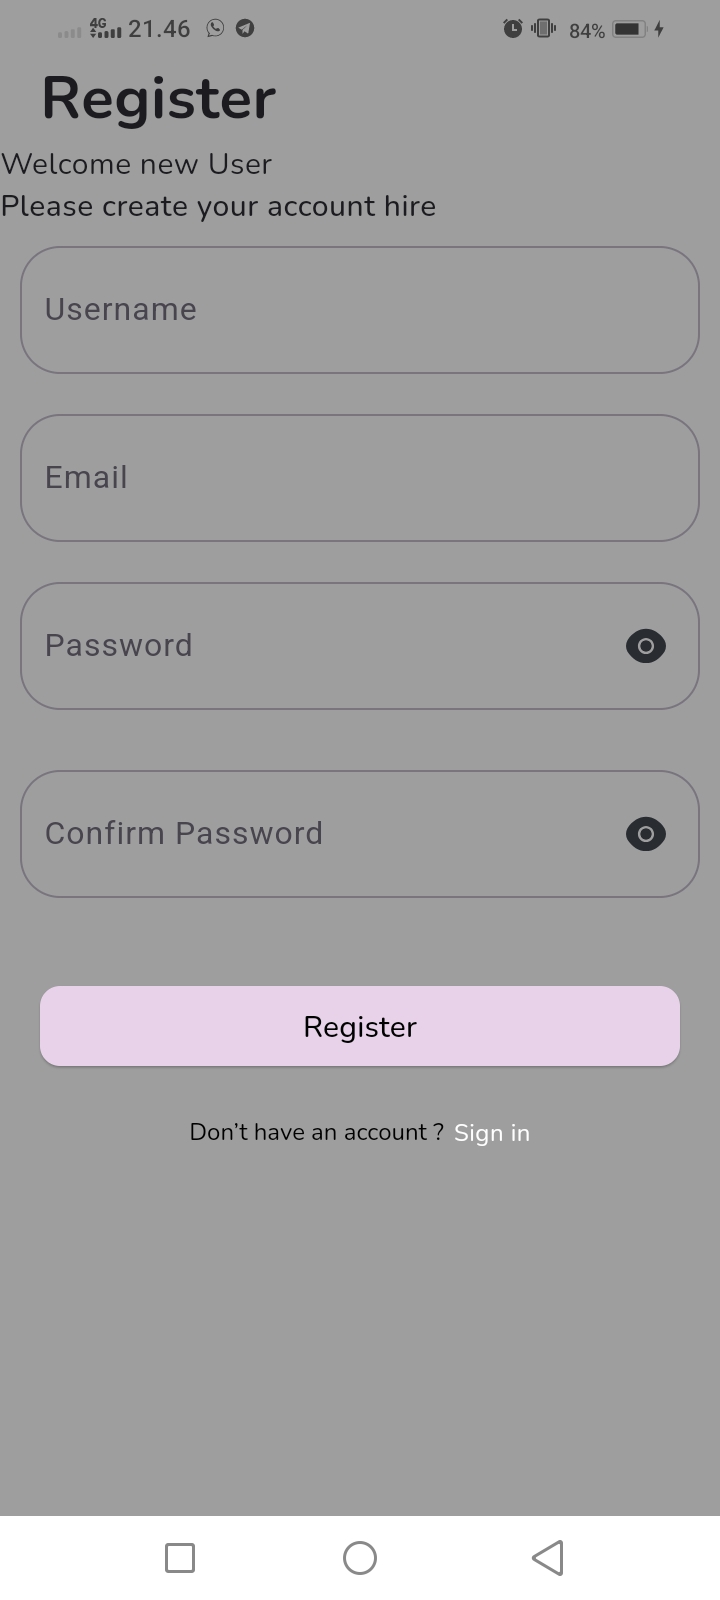 4G 21.46 84%
Register
Welcome new User
Please create your account hire
Username
Email
Password
Confirm Password
Register
Don’t have an account ? Sign in